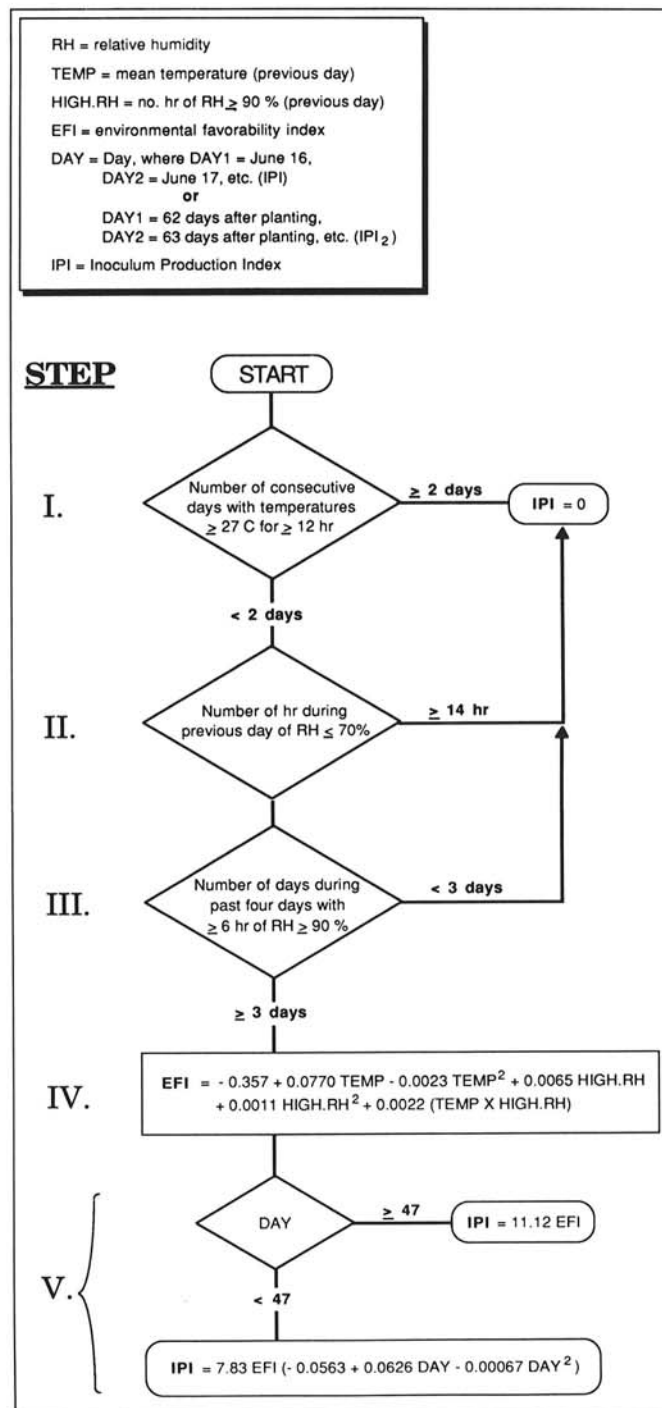 RH = relative humidity
TEMP = mean temperature (previous day)
HIGH.RH = no. hr of RH ≥ 90 % (previous day)
EFI = environmental favorability index
DAY = Day, where DAY1 = June 16,
DAY2 = June 17, etc. (IPI)
or
DAY1 = 62 days after planting,
DAY2 = 63 days after planting, etc. (IPI₂)
IPI = Inoculum Production Index
STEP
START
I.
Number of consecutive
days with temperatures
≥ 27 C for ≥ 12 hr
≥ 2 days
IPI = 0
< 2 days
II.
Number of hr during
previous day of RH ≤ 70%
≥ 14 hr
III.
Number of days during
past four days with
≥ 6 hr of RH ≥ 90 %
< 3 days
≥ 3 days
IV.
EFI = - 0.357 + 0.0770 TEMP - 0.0023 TEMP² + 0.0065 HIGH.RH
+ 0.0011 HIGH.RH² + 0.0022 (TEMP X HIGH.RH)
V.
DAY
≥ 47
IPI = 11.12 EFI
< 47
IPI = 7.83 EFI (- 0.0563 + 0.0626 DAY - 0.00067 DAY²)